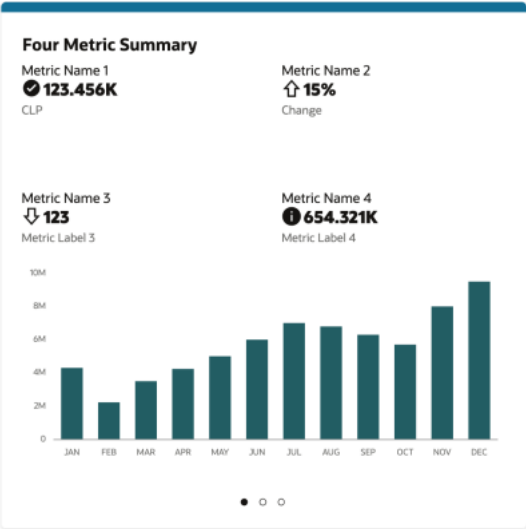 Four Metric Summary
Metric Name 1
123.456K
CLP
Metric Name 2
15%
Change
Metric Name 3
123
Metric Label 3
Metric Name 4
654.321K
Metric Label 4
10M
8M
6M
4M
2M
0
JAN FEB MAR APR MAY JUN JUL AUG SEP OCT NOV DEC